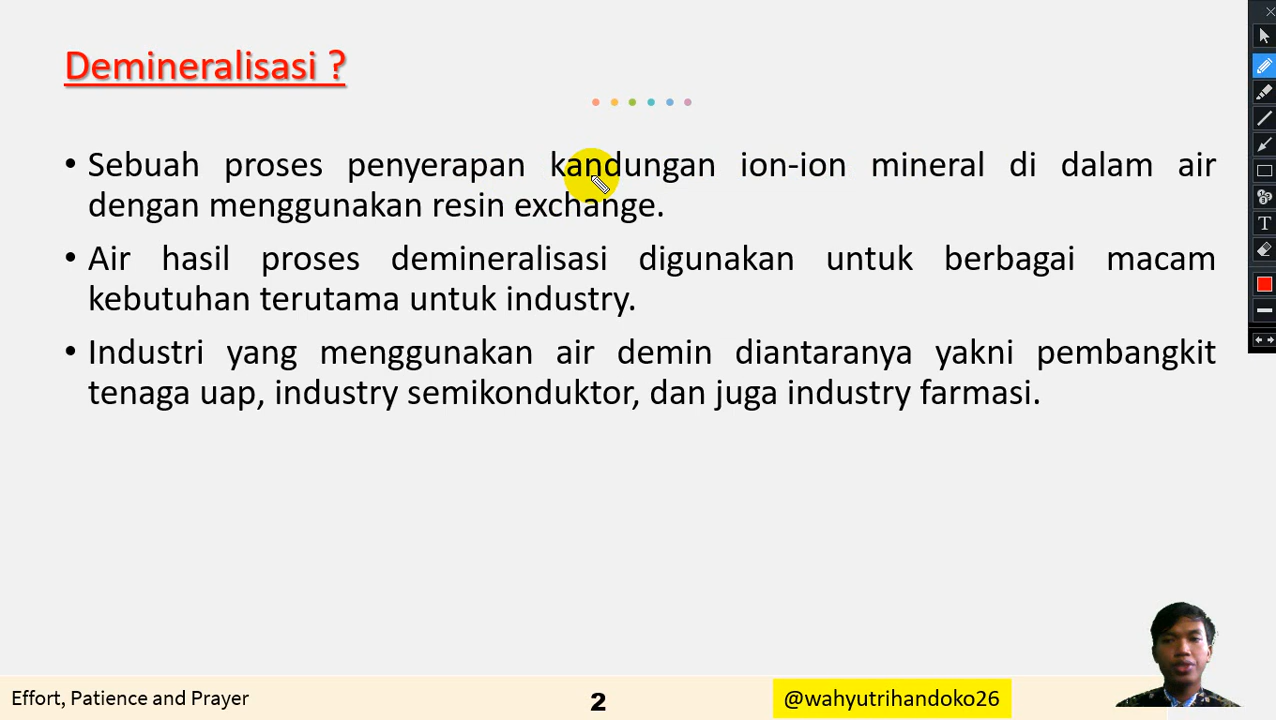 Demineralisasi ?
• Sebuah proses penyerapan kandungan ion-ion mineral di dalam air
dengan menggunakan resin exchange.
• Air hasil proses demineralisasi digunakan untuk berbagai macam
kebutuhan terutama untuk industry.
• Industri yang menggunakan air demin diantaranya yakni pembangkit
tenaga uap, industry semikonduktor, dan juga industry farmasi.
Effort, Patience and Prayer
2
@wahyutrihandoko26